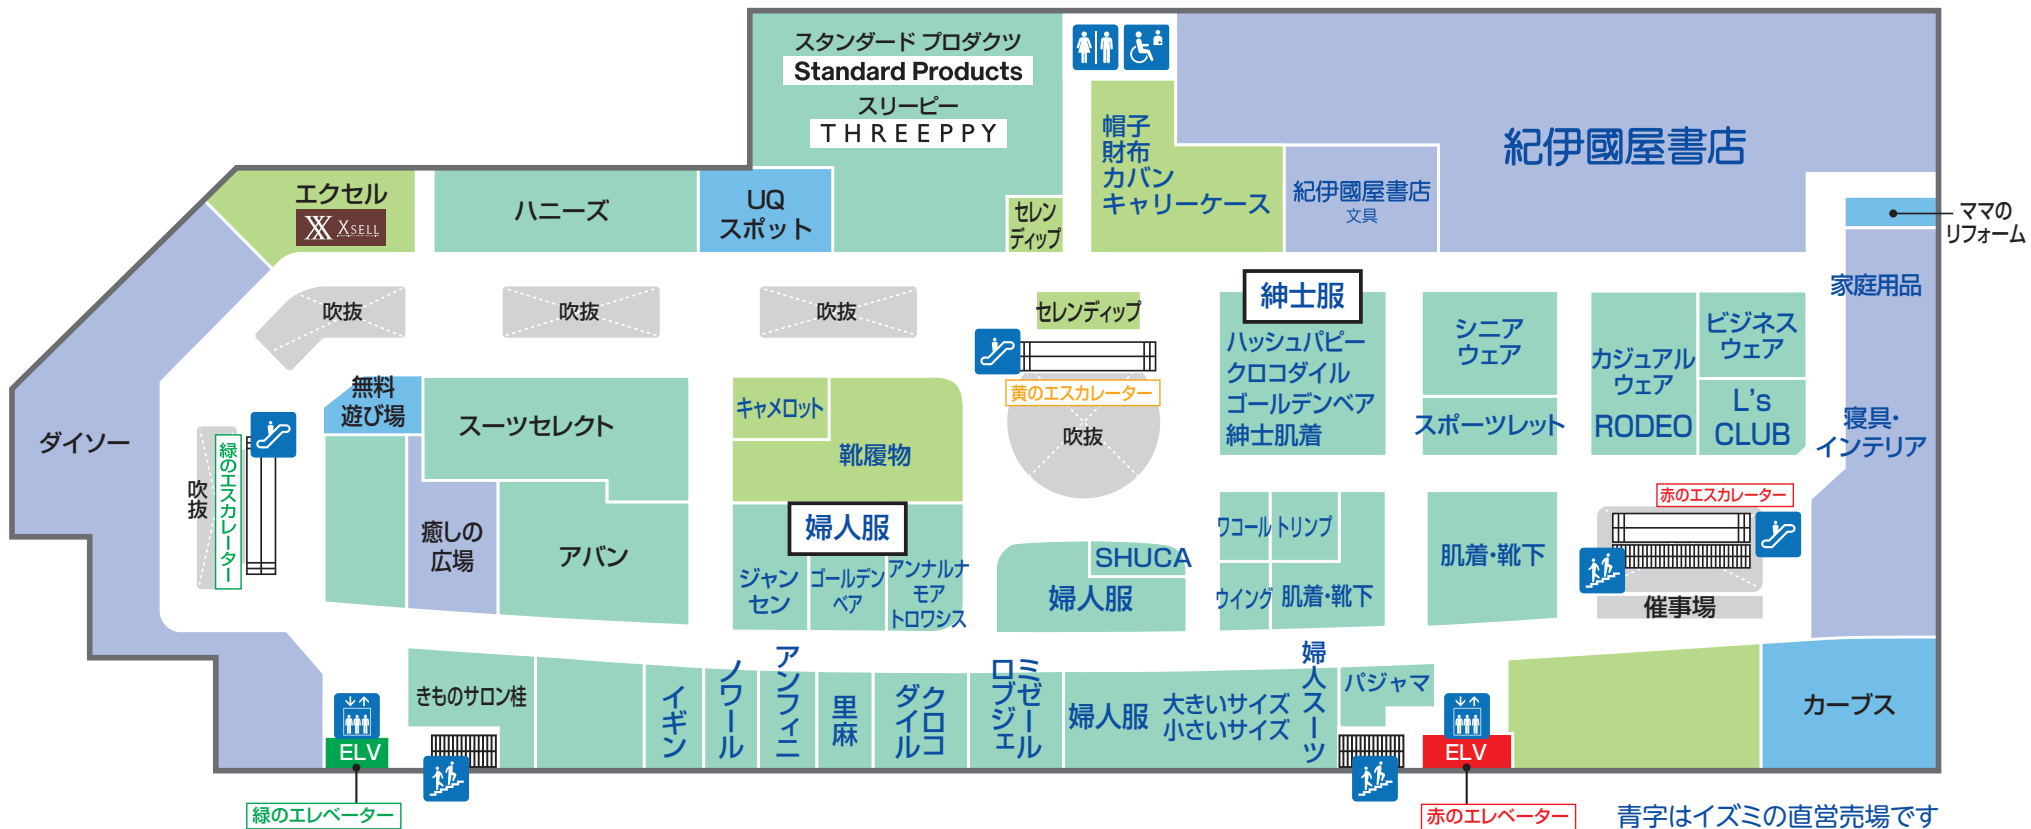 スタンダード プロダクツ
Standard Products
スリーピー
THREEPPY
帽子
財布
カバン
キャリーケース
紀伊國屋書店
紀伊國屋書店
文具
エクセル
XSELL
ハニーズ
UQ
スポット
セレン
ディップ
ママの
リフォーム
家庭用品
吹抜
吹抜
吹抜
セレンディップ
紳士服
ハッシュパピー
クロコダイル
ゴールデンベア
紳士肌着
シニア
ウェア
スポーツレット
カジュアル
ウェア
RODEO
ビジネス
ウェア
L's
CLUB
寝具・
インテリア
黄のエスカレーター
吹抜
ダイソー
無料
遊び場
スーツセレクト
キャメロット
靴履物
緑のエスカレーター
吹抜
癒しの
広場
アバン
婦人服
ジャン
セン
ゴールデン
ベア
アンナルナ
モア
トロワシス
SHUCA
婦人服
ワコール
トリンプ
ウイング
肌着・靴下
肌着・靴下
赤のエスカレーター
催事場
きものサロン桂
イギン
ノワール
アンフィニ
里麻
クロコ
ダイル
ミゼール
ロブジェ
婦人服
大きいサイズ
小さいサイズ
婦人スーツ
パジャマ
カーブス
ELV
緑のエレベーター
ELV
赤のエレベーター
青字はイズミの直営売場です